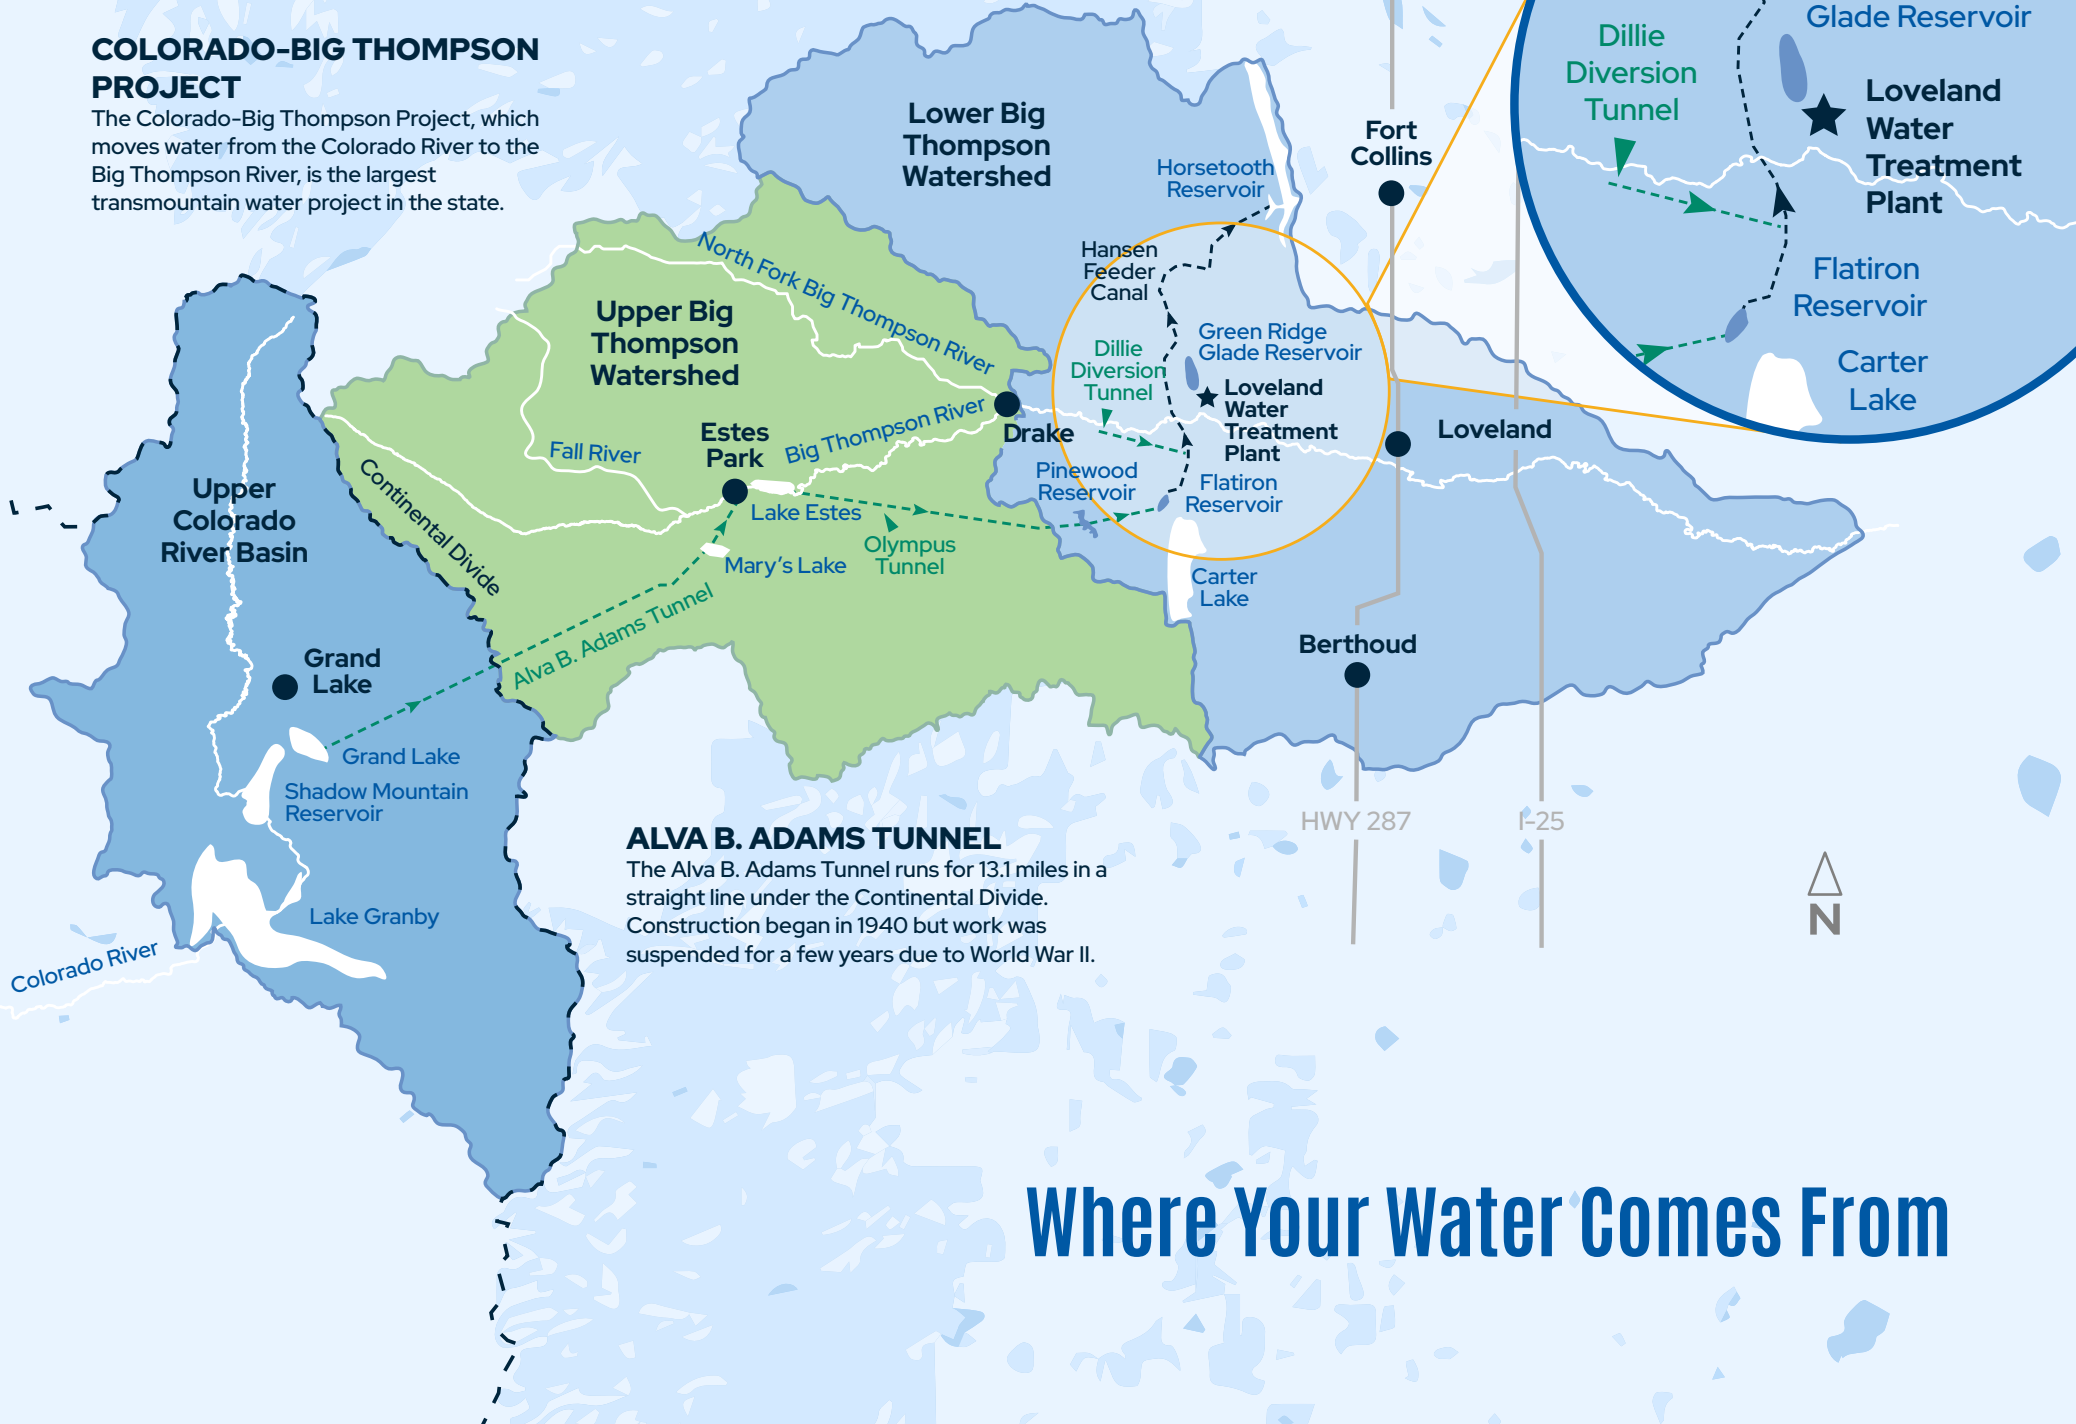 COLORADO-BIG THOMPSON
PROJECT
The Colorado-Big Thompson Project, which
moves water from the Colorado River to the
Big Thompson River, is the largest
transmountain water project in the state.
Lower Big
Thompson
Watershed
Horsetooth
Reservoir
Fort
Collins
Dillie
Diversion
Tunnel
Glade Reservoir
Loveland
Water
Treatment
Plant
Flatiron
Reservoir
Carter
Lake
North Fork Big Thompson River
Hansen
Feeder
Canal
Upper Big
Thompson
Watershed
Green Ridge
Glade Reservoir
Dillie
Diversion
Tunnel
Loveland
Water
Treatment
Plant
Big Thompson River
Drake
Loveland
Estes
Park
Fall River
Pinewood
Reservoir
Flatiron
Reservoir
Continental Divide
Lake Estes
Olympus
Tunnel
Mary's Lake
Upper
Colorado
River Basin
Carter
Lake
Alva B. Adams Tunnel
Berthoud
Grand
Lake
Grand Lake
Shadow Mountain
Reservoir
HWY 287
I-25
ALVA B. ADAMS TUNNEL
The Alva B. Adams Tunnel runs for 13.1 miles in a
straight line under the Continental Divide.
Construction began in 1940 but work was
suspended for a few years due to World War II.
Lake Granby
Colorado River
N
Where Your Water Comes From